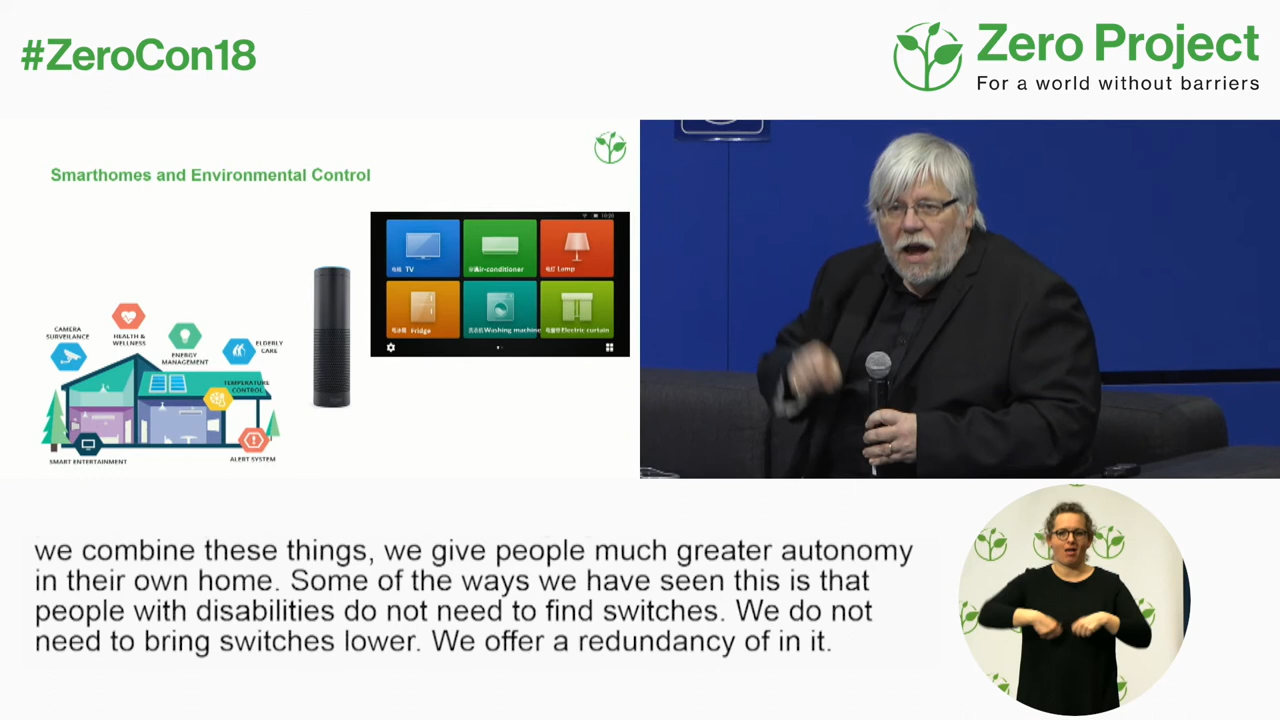 #ZeroCon18
Zero Project
For a world without barriers
Smarthomes and Environmental Control
10:20
TV
Air-conditioner
Lamp
Fridge
Washing machine
Electric curtain
CAMERA
SURVEILANCE
HEALTH &
WELLNESS
ENERGY
MANAGEMENT
ELDERLY
CARE
TEMPERATURE
CONTROL
SMART ENTERTAINMENT
ALERT SYSTEM
we combine these things, we give people much greater autonomy
in their own home. Some of the ways we have seen this is that
people with disabilities do not need to find switches. We do not
need to bring switches lower. We offer a redundancy of in it.